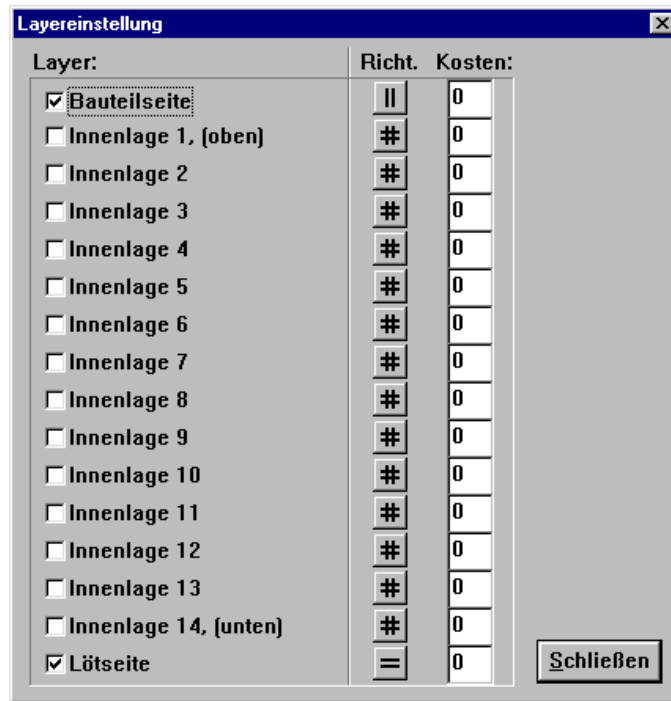 Layereinstellung
Layer: Richt. Kosten:
Bauteilseite 0
Innenlage 1, (oben) 0
Innenlage 2 0
Innenlage 3 0
Innenlage 4 0
Innenlage 5 0
Innenlage 6 0
Innenlage 7 0
Innenlage 8 0
Innenlage 9 0
Innenlage 10 0
Innenlage 11 0
Innenlage 12 0
Innenlage 13 0
Innenlage 14, (unten) 0
Lötseite 0
Schließen